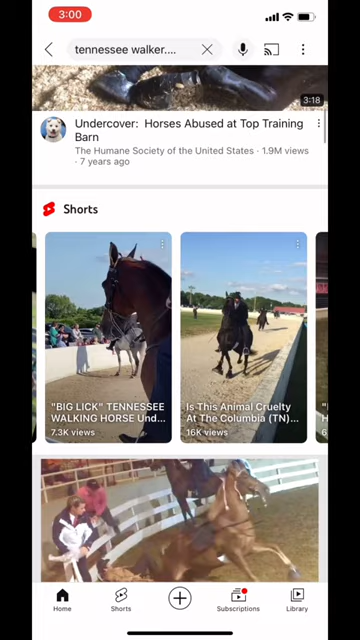 3:00
tennessee walker....
3:18
Undercover: Horses Abused at Top Training
Barn
The Humane Society of the United States · 1.9M views
· 7 years ago
Shorts
"BIG LICK" TENNESSEE
WALKING HORSE Und...
7.3K views
Is This Animal Cruelty
At The Columbia (TN)...
16K views
Home
Shorts
Subscriptions
Library